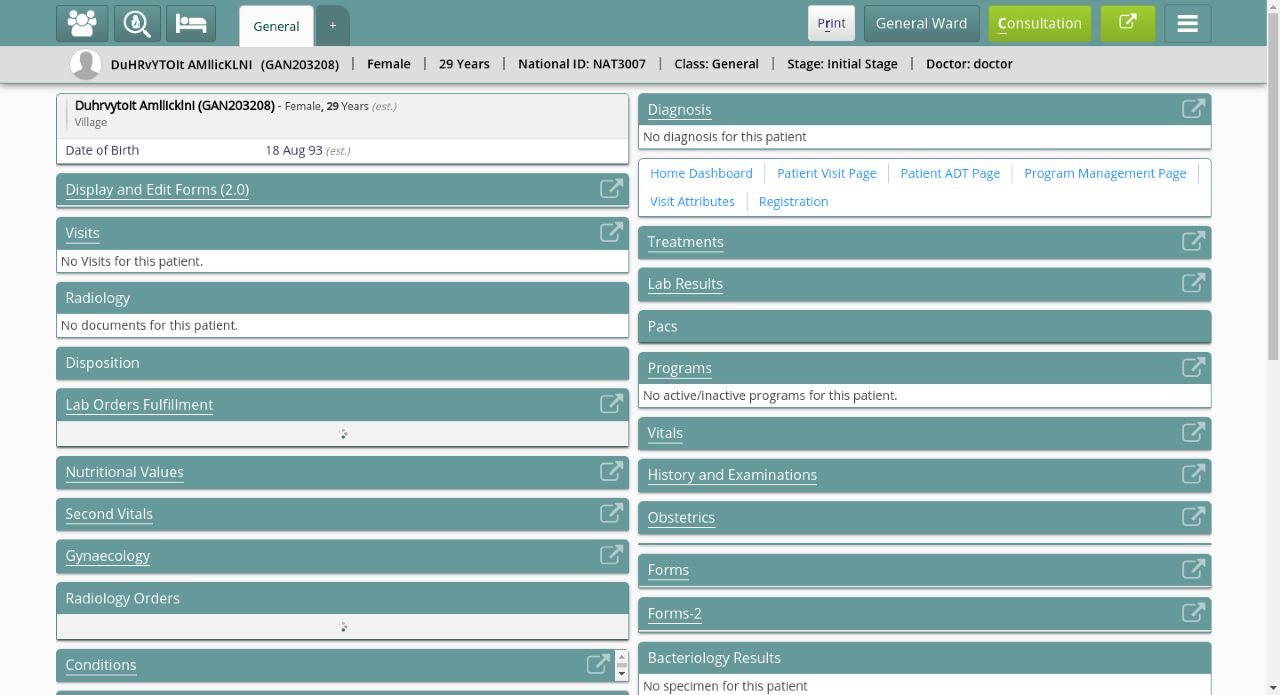 General
+
Print
General Ward
Consultation
DuHRvYTOIt AMllicKLNI (GAN203208) | Female | 29 Years | National ID: NAT3007 | Class: General | Stage: Initial Stage | Doctor: doctor
Duhrvytoit Amllicklni (GAN203208) - Female, 29 Years (est.)
Village
Date of Birth 18 Aug 93 (est.)
Display and Edit Forms (2.0)
Visits
No Visits for this patient.
Radiology
No documents for this patient.
Disposition
Lab Orders Fulfillment
Nutritional Values
Second Vitals
Gynaecology
Radiology Orders
Conditions
Diagnosis
No diagnosis for this patient
Home Dashboard | Patient Visit Page | Patient ADT Page | Program Management Page |
Visit Attributes | Registration
Treatments
Lab Results
Pacs
Programs
No active/inactive programs for this patient.
Vitals
History and Examinations
Obstetrics
Forms
Forms-2
Bacteriology Results
No specimen for this patient